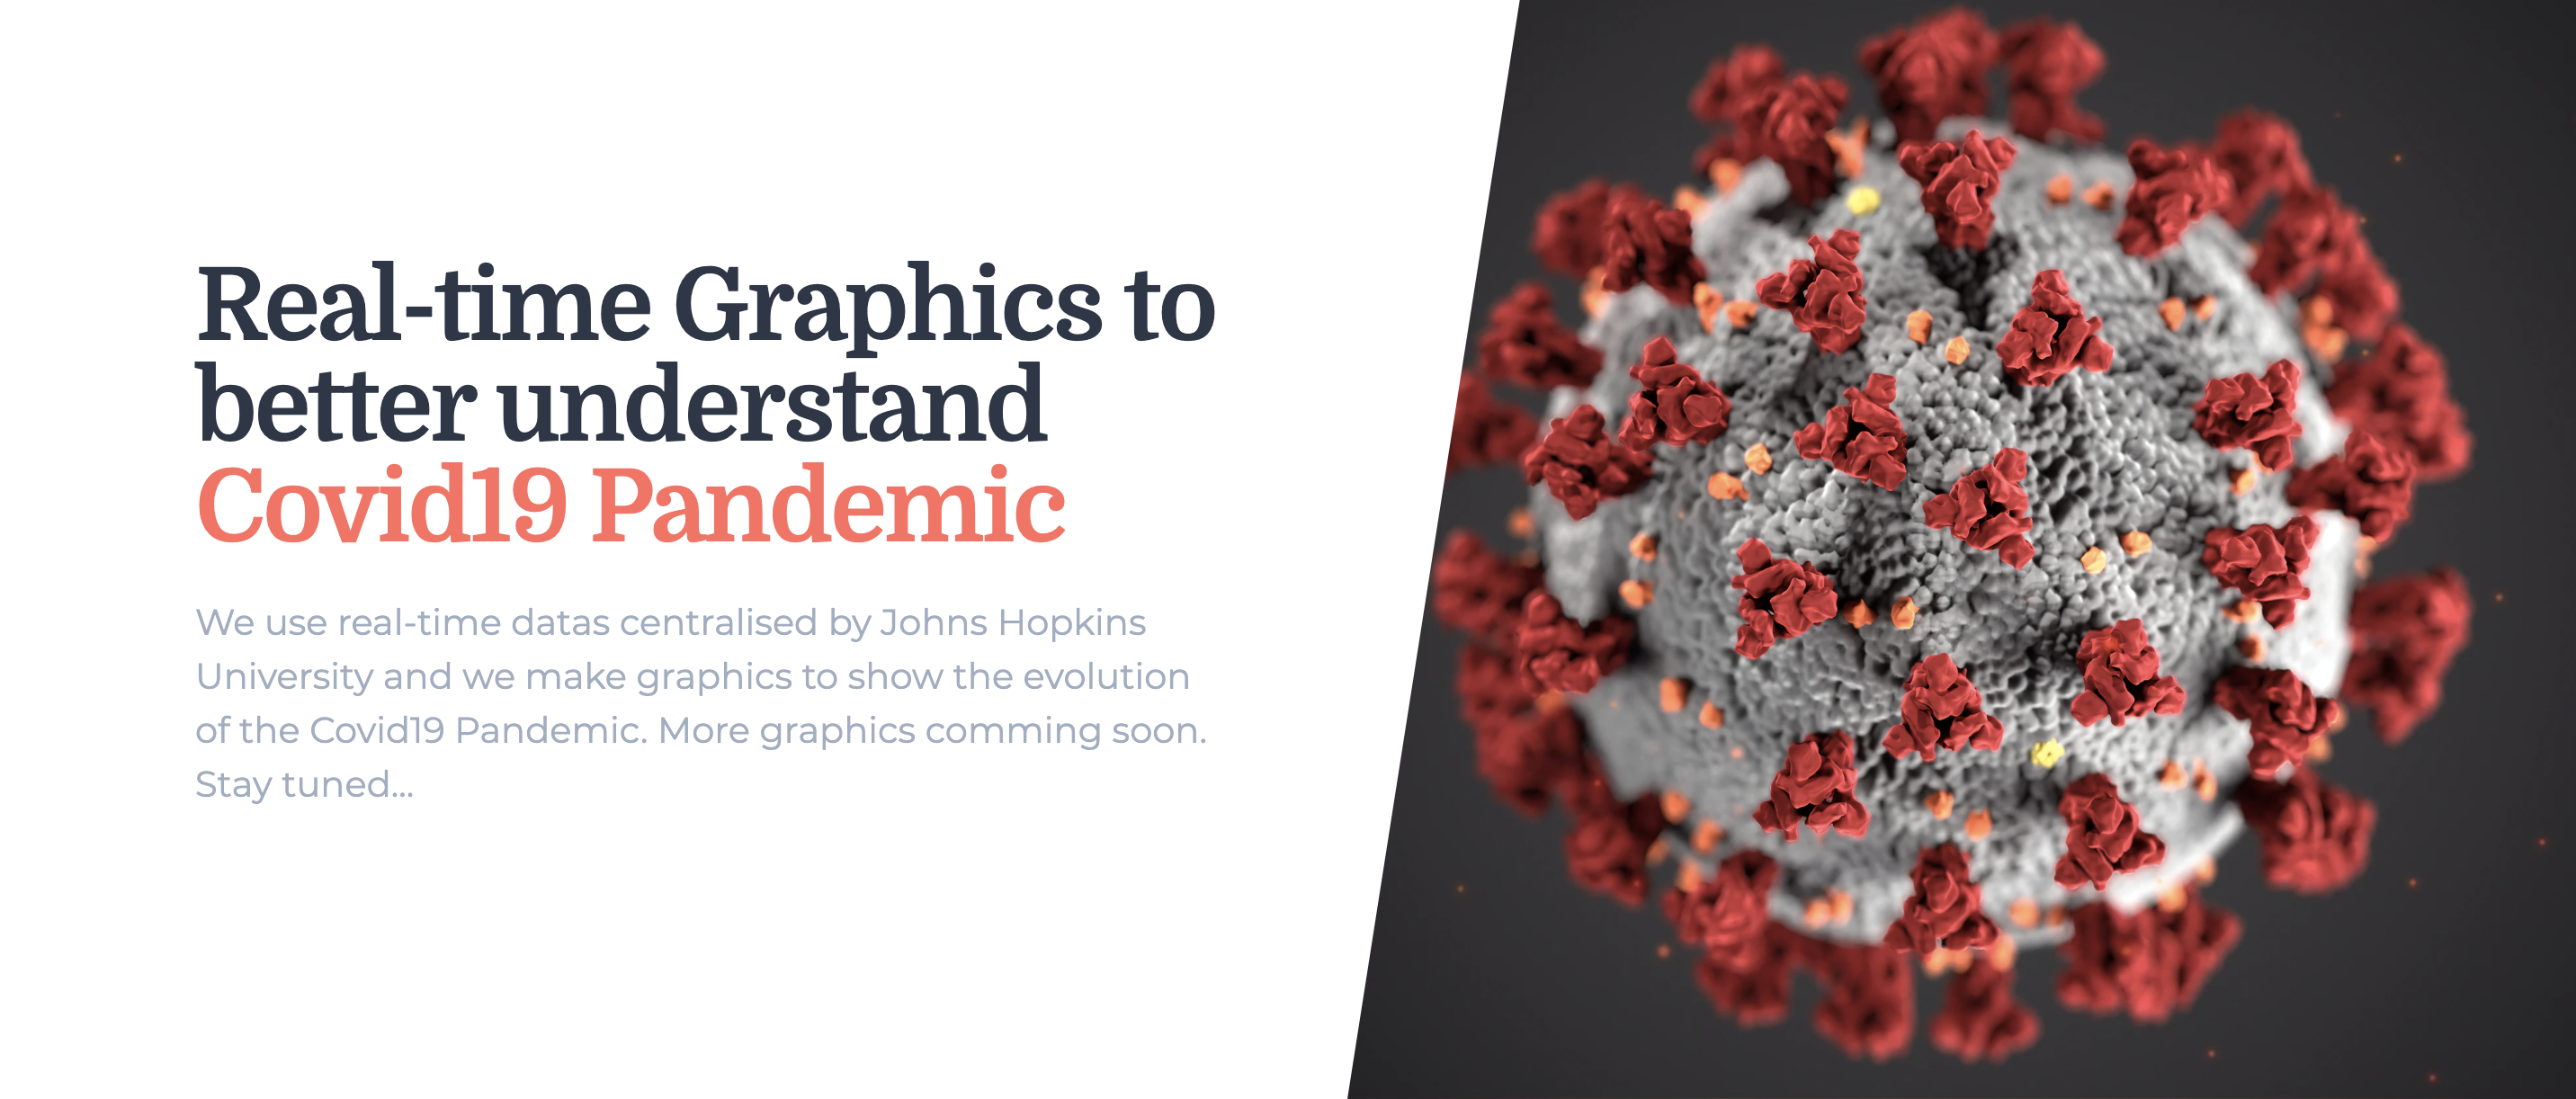 Real-time Graphics to
better understand
Covid19 Pandemic
We use real-time datas centralised by Johns Hopkins
University and we make graphics to show the evolution
of the Covid19 Pandemic. More graphics comming soon.
Stay tuned...